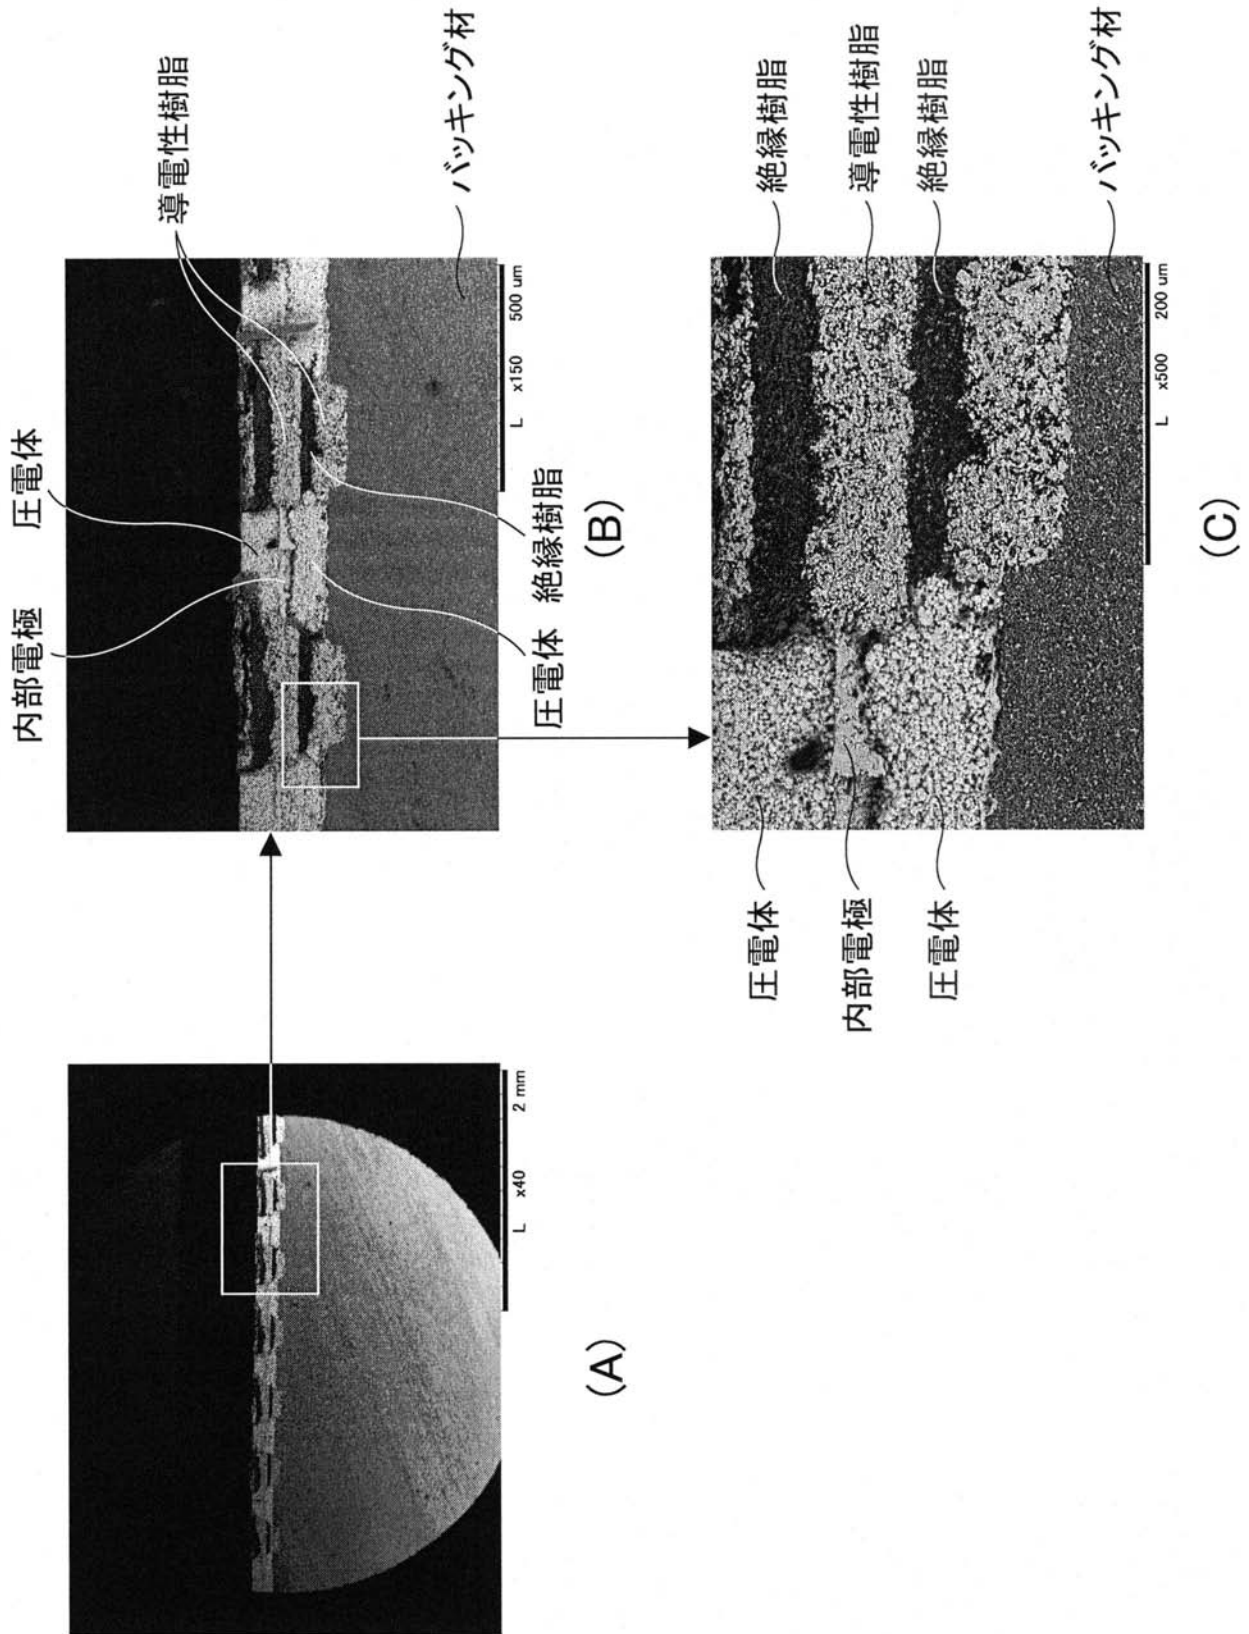 内部電極
圧電体
導電性樹脂
バッキング材
圧電体
絶縁樹脂
L x150 500 um
(B)
L x40 2 mm
(A)
絶縁樹脂
導電性樹脂
絶縁樹脂
バッキング材
圧電体
内部電極
圧電体
L x500 200 um
(C)